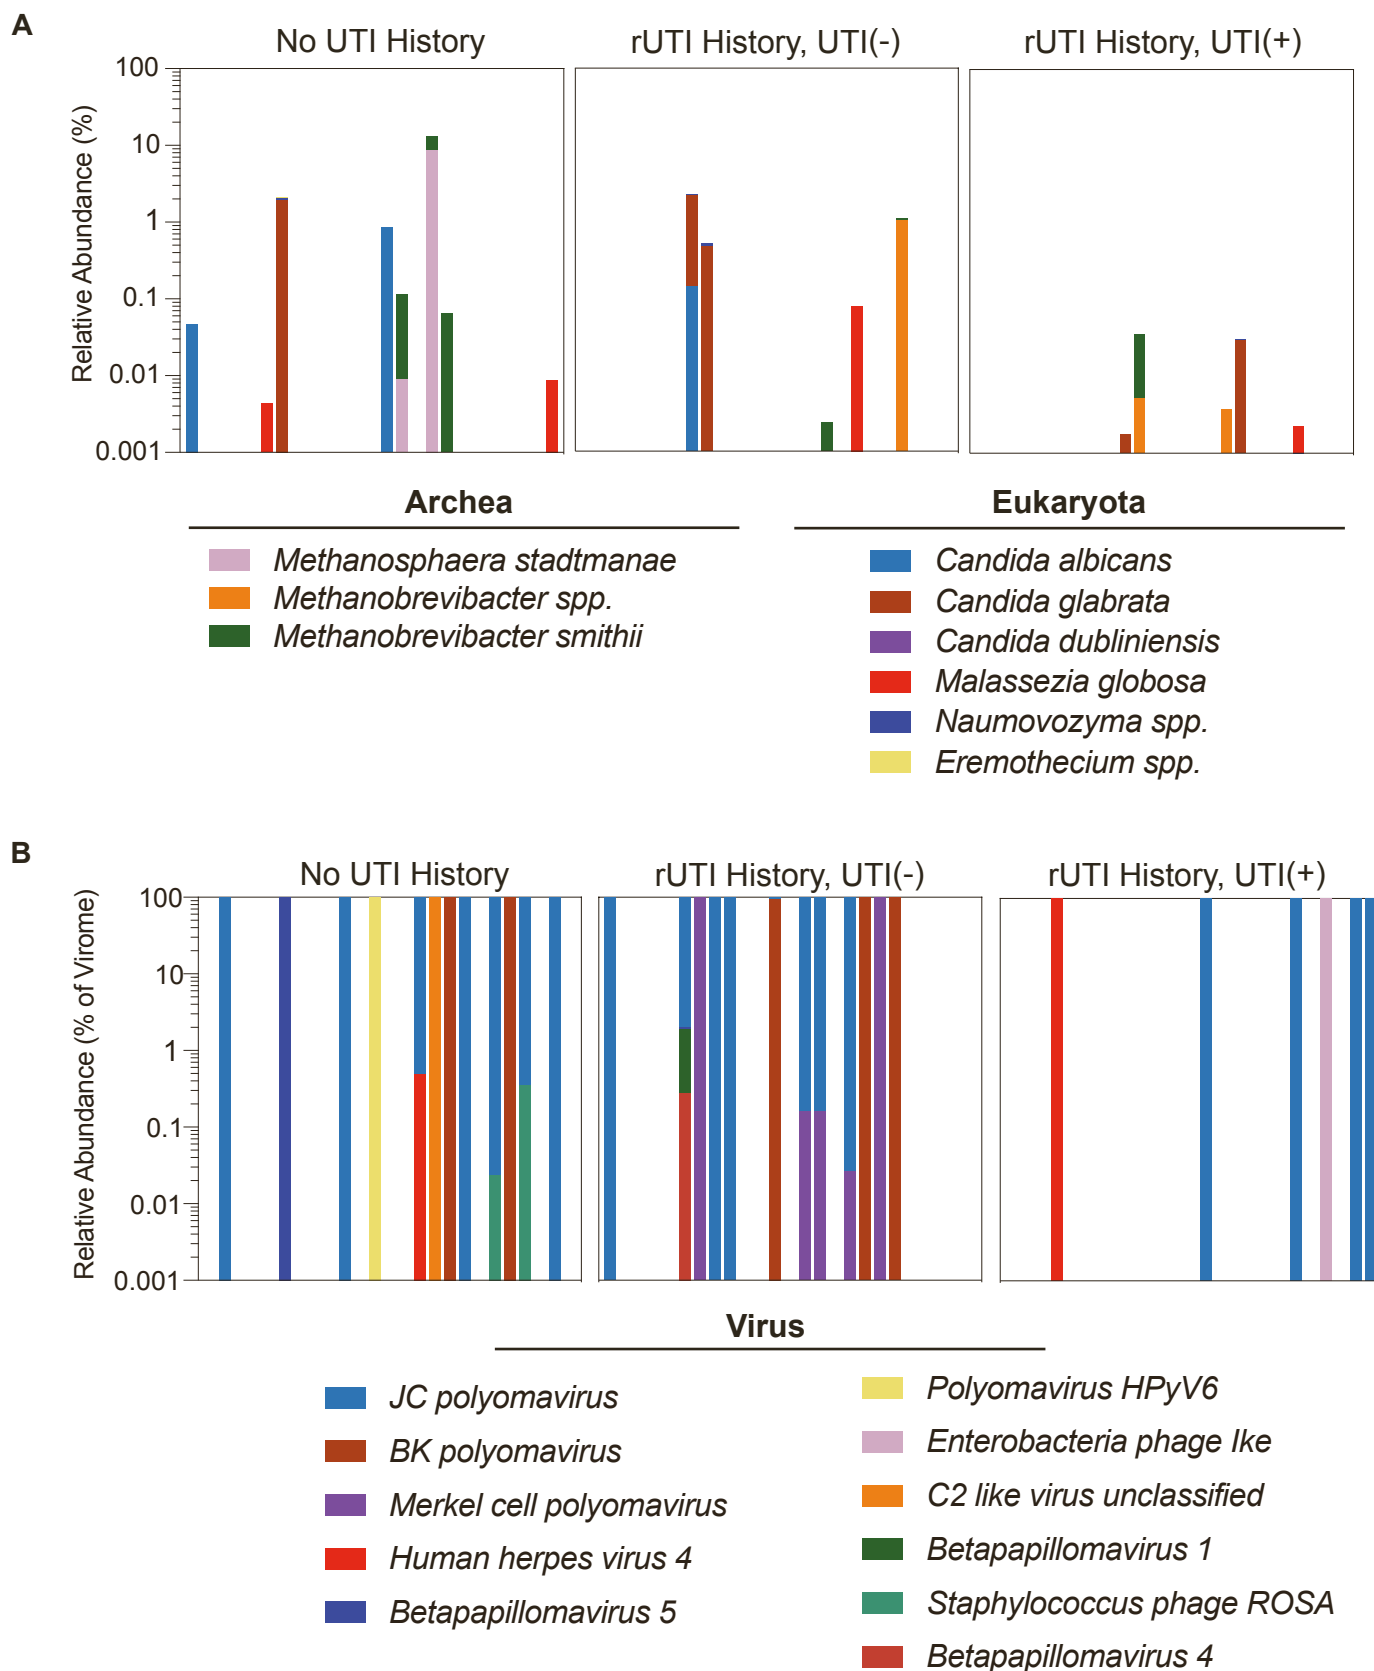 A
No UTI History
rUTI History, UTI(-)
rUTI History, UTI(+)
Relative Abundance (%)
100
10
1
0.1
0.01
0.001
Archea
Methanosphaera stadtmanae
Methanobrevibacter spp.
Methanobrevibacter smithii
Eukaryota
Candida albicans
Candida glabrata
Candida dubliniensis
Malassezia globosa
Naumovozyma spp.
Eremothecium spp.
B
No UTI History
rUTI History, UTI(-)
rUTI History, UTI(+)
Relative Abundance (% of Virome)
100
10
1
0.1
0.01
0.001
Virus
JC polyomavirus
BK polyomavirus
Merkel cell polyomavirus
Human herpes virus 4
Betapapillomavirus 5
Polyomavirus HPyV6
Enterobacteria phage Ike
C2 like virus unclassified
Betapapillomavirus 1
Staphylococcus phage ROSA
Betapapillomavirus 4